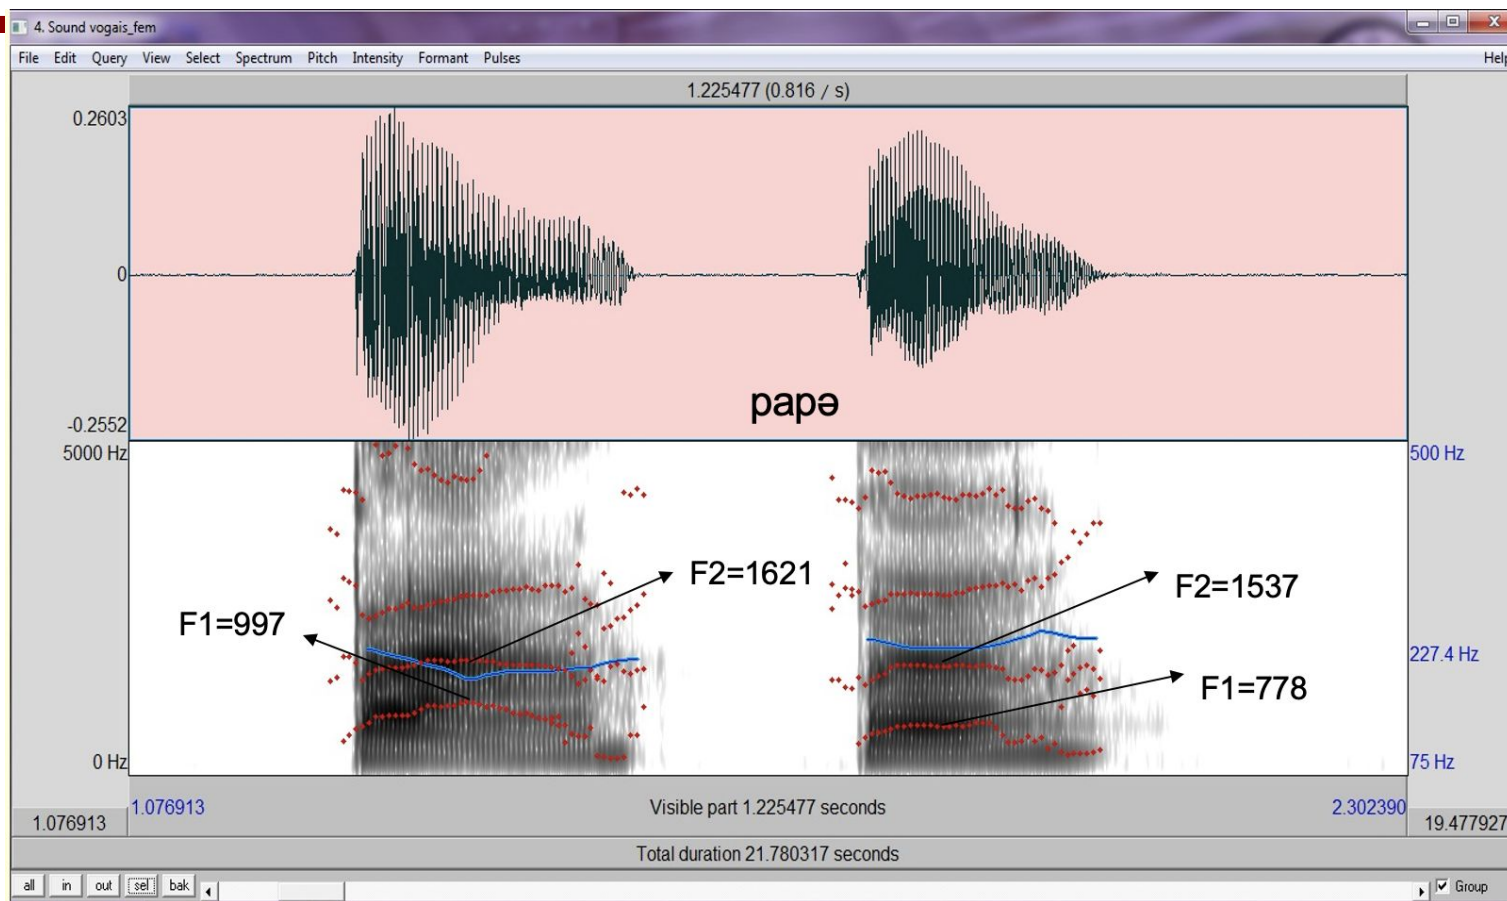 4. Sound vogais_fem
File Edit Query View Select Spectrum Pitch Intensity Formant Pulses Help
1.225477 (0.816 / s)
0.2603
0
-0.2552
papə
5000 Hz 500 Hz
F2=1621
F2=1537
F1=997
227.4 Hz
F1=778
0 Hz 75 Hz
1.076913 Visible part 1.225477 seconds 2.302390
1.076913 19.477927
Total duration 21.780317 seconds
all in out sel bak Group